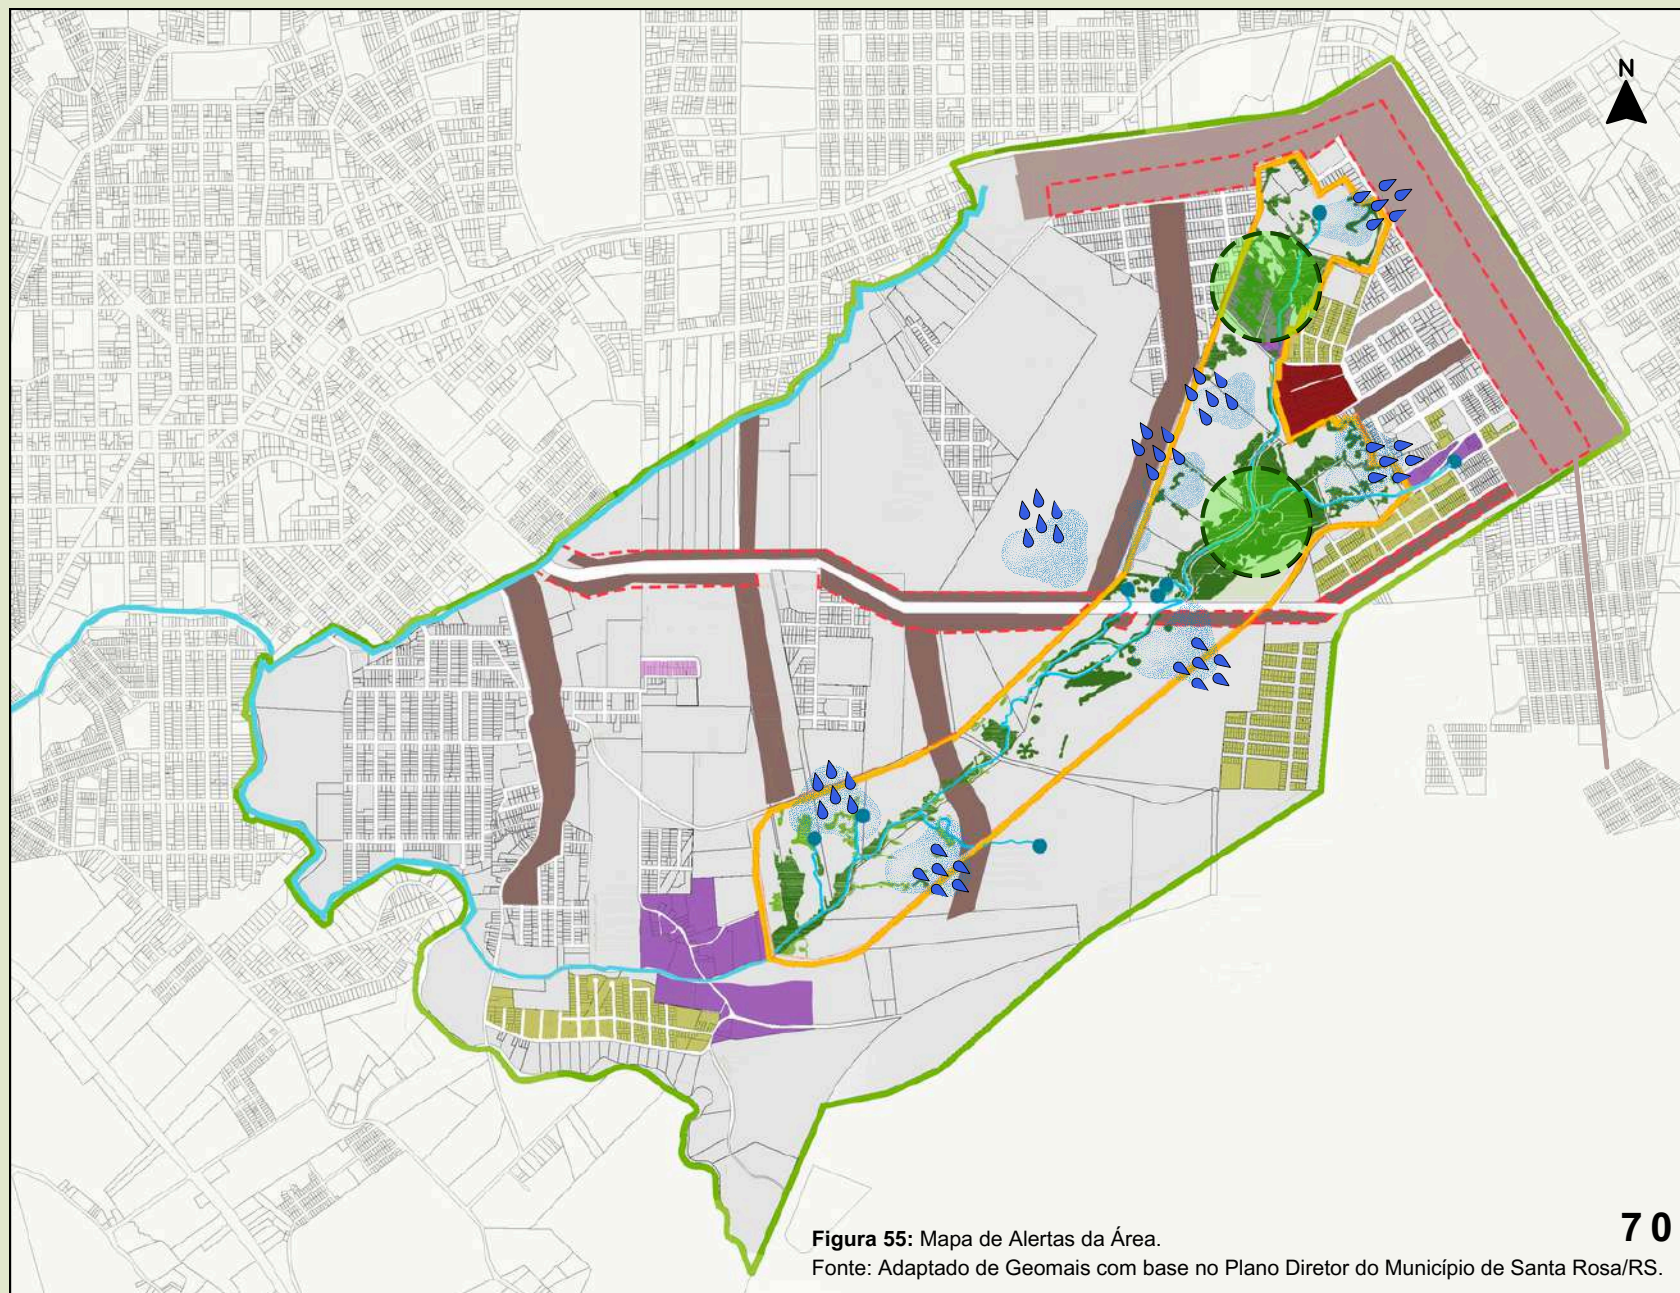 N
Figura 55: Mapa de Alertas da Área.
70
Fonte: Adaptado de Geomais com base no Plano Diretor do Município de Santa Rosa/RS.